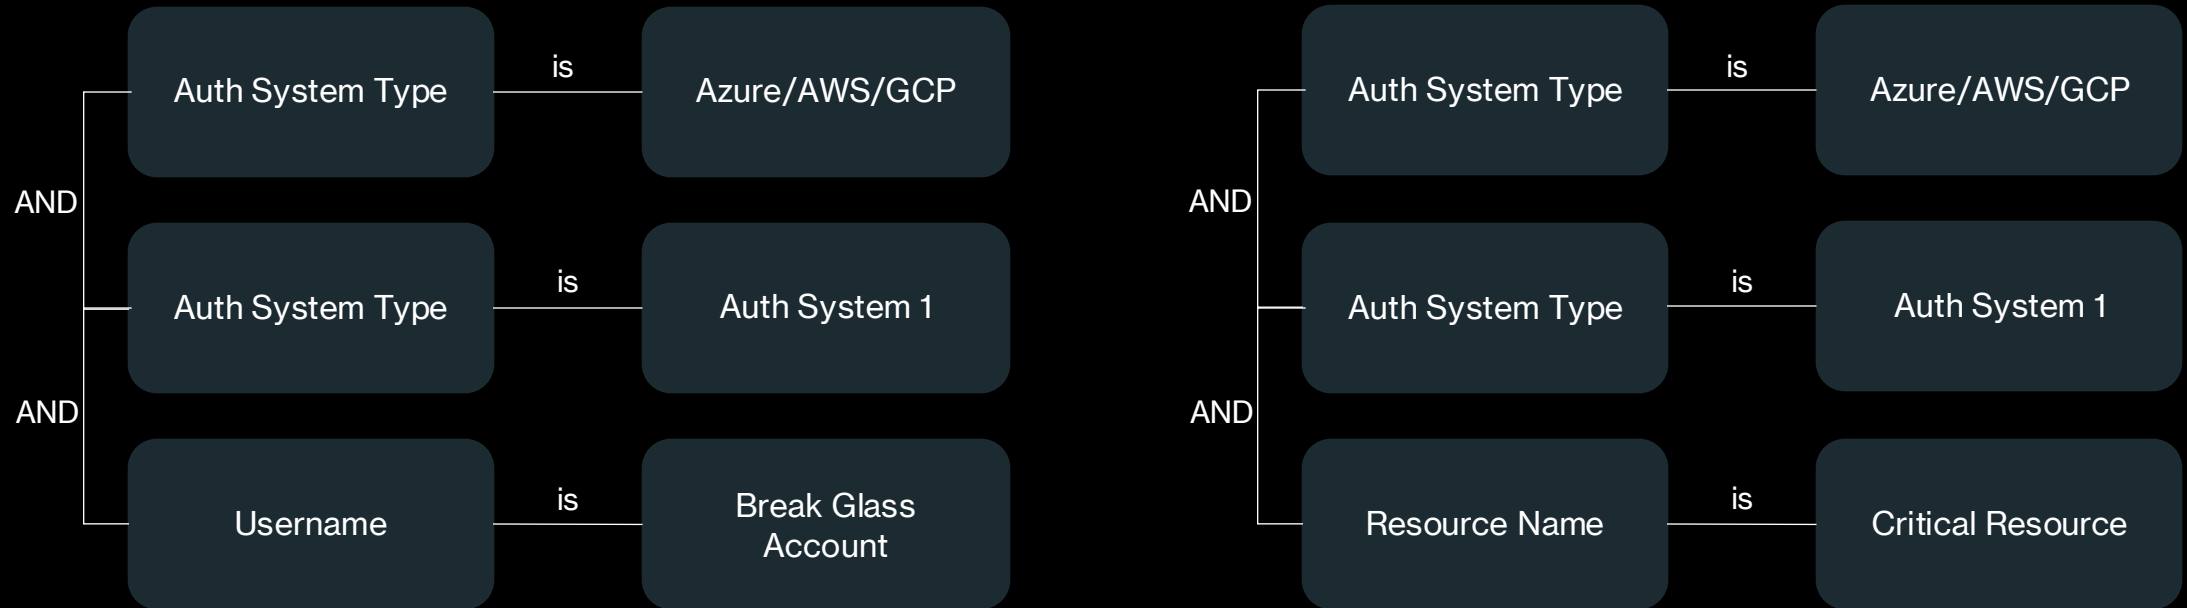 Auth System Type
is
Azure/AWS/GCP
AND
Auth System Type
is
Auth System 1
AND
Username
is
Break Glass
Account
Auth System Type
is
Azure/AWS/GCP
AND
Auth System Type
is
Auth System 1
AND
Resource Name
is
Critical Resource